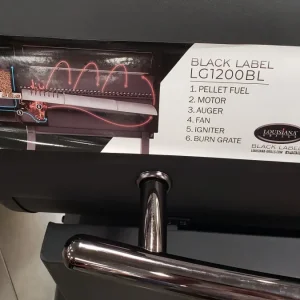 BLACK LABEL
LG1200BL
1. PELLET FUEL
2. MOTOR
3. AUGER
4. FAN
5. IGNITER
6. BURN GRATE
LOUISIANA
BLACK LABEL